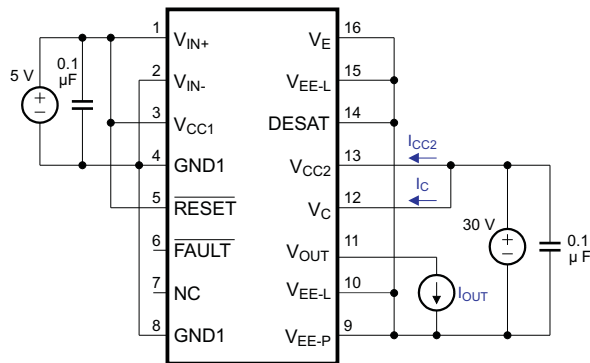 1 V_IN+ V_E 16
2 V_IN- V_EE-L 15
5 V 0.1 µF
3 V_CC1 DESAT 14
4 GND1 V_CC2 13 I_CC2
5 RESET V_C 12 I_C
6 FAULT V_OUT 11
30 V 0.1 µ F
7 NC V_EE-L 10 I_OUT
8 GND1 V_EE-P 9
+
−
+
−